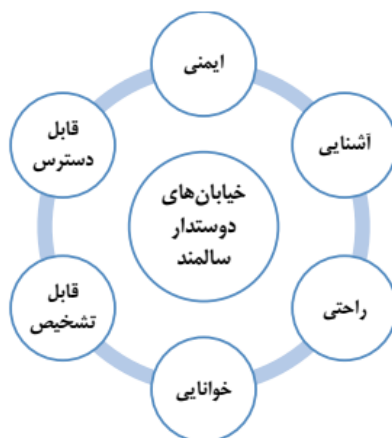 ایمنی
آشنایی
قابل
دسترس
خیابان‌های
دوستدار
سالمند
راحتی
قابل
تشخیص
خوانایی